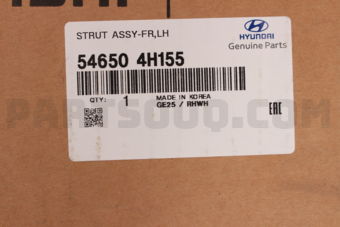 STRUT ASSY-FR,LH
HYUNDAI
Genuine Parts
54650 4H155
QTY: 1 MADE IN KOREA
GE25 / RHWH
EAC
PARTSOUQ.COM